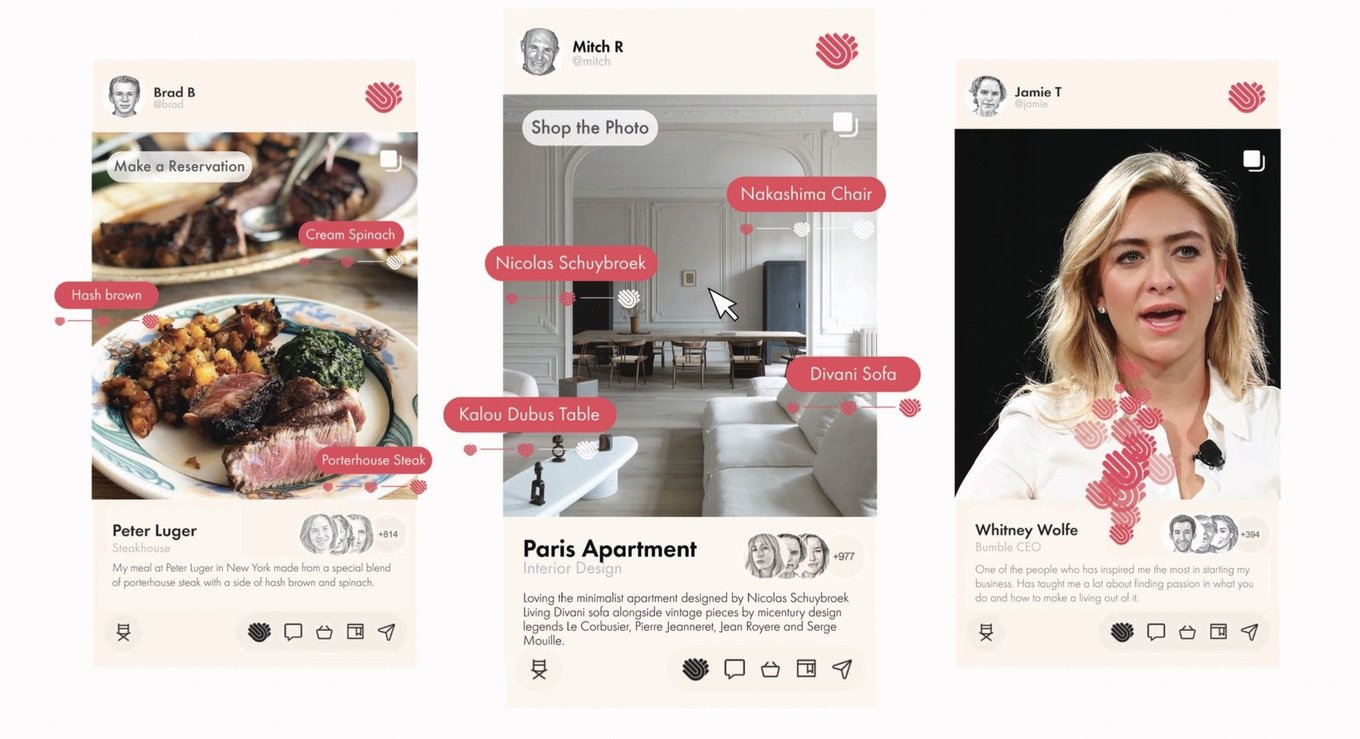 Brad B
@brad
Make a Reservation
Cream Spinach
Hash brown
Porterhouse Steak
Peter Luger
Steakhouse
+814
My meal at Peter Luger in New York made from a special blend
of porterhouse steak with a side of hash brown and spinach.
Mitch R
@mitch
Shop the Photo
Nakashima Chair
Nicolas Schuybroek
Divani Sofa
Kalou Dubus Table
Paris Apartment
Interior Design
+977
Loving the minimalist apartment designed by Nicolas Schuybroek
Living Divani sofa alongside vintage pieces by micentury design
legends Le Corbusier, Pierre Jeanneret, Jean Royere and Serge
Mouille.
Jamie T
@jamie
Whitney Wolfe
Bumble CEO
+394
One of the people who has inspired me the most in starting my
business. Has taught me a lot about finding passion in what you
do and how to make a living out of it.